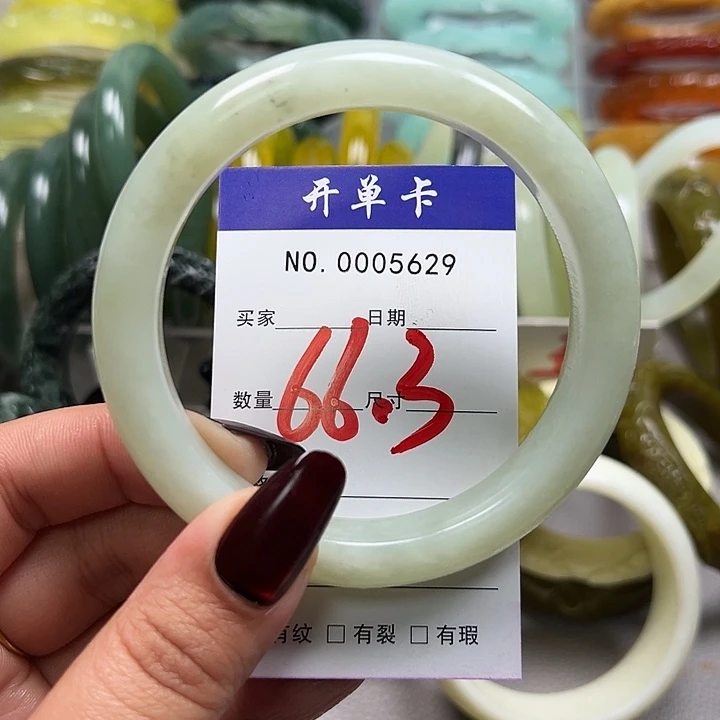 开单卡
NO. 0005629
买家 日期
66.3
数量 尺寸
有纹 □ 有裂 □ 有瑕